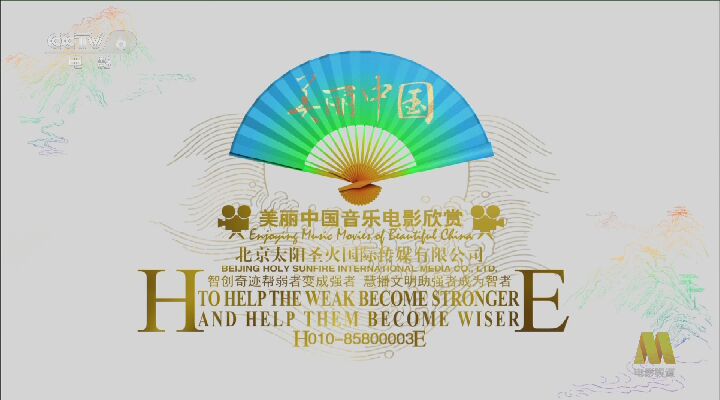 CCTV 6
电影
美丽中国
美丽中国音乐电影欣赏
Enjoying Music Movies of Beautiful China
北京太阳圣火国际传媒有限公司
BEIJING HOLY SUNFIRE INTERNATIONAL MEDIA CO., LTD.
智创奇迹帮弱者变成强者 慧播文明助强者成为智者
H TO HELP THE WEAK BECOME STRONGER E
AND HELP THEM BECOME WISER
H010-85800003E
电影频道